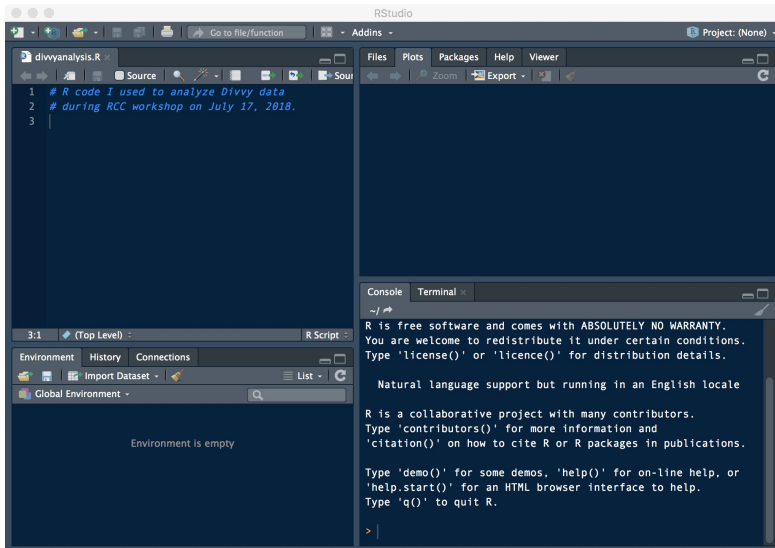 RStudio
Go to file/function
Addins
Project: (None)
divvyanalysis.R
Source
Sour
1 # R code I used to analyze Divvy data
2 # during RCC workshop on July 17, 2018.
3
3:1 (Top Level) R Script
Environment History Connections
Import Dataset List
Global Environment
Environment is empty
Files Plots Packages Help Viewer
Zoom Export
Console Terminal
~/
R is free software and comes with ABSOLUTELY NO WARRANTY.
You are welcome to redistribute it under certain conditions.
Type 'license()' or 'licence()' for distribution details.
Natural language support but running in an English locale
R is a collaborative project with many contributors.
Type 'contributors()' for more information and
'citation()' on how to cite R or R packages in publications.
Type 'demo()' for some demos, 'help()' for on-line help, or
'help.start()' for an HTML browser interface to help.
Type 'q()' to quit R.
>